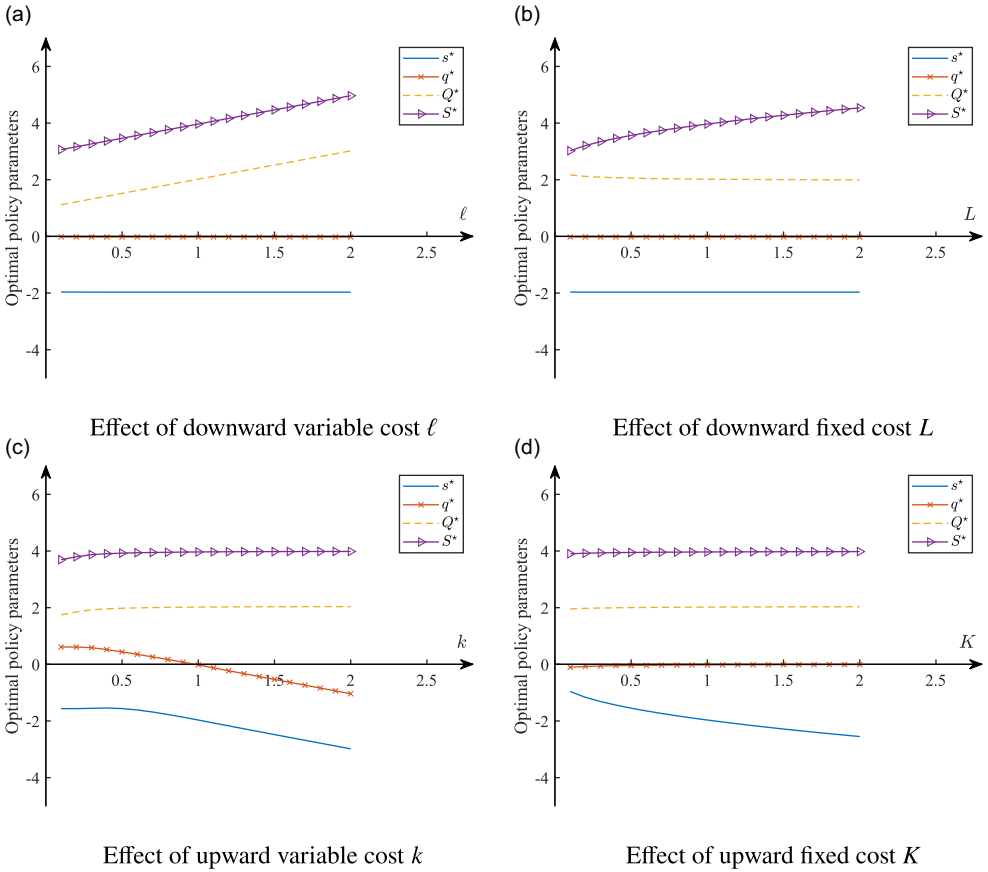 (a)
Optimal policy parameters
6
4
2
0
-2
-4
0.5
1
1.5
2
2.5
ℓ
s⋆
q⋆
Q⋆
S⋆
Effect of downward variable cost ℓ
(b)
Optimal policy parameters
6
4
2
0
-2
-4
0.5
1
1.5
2
2.5
L
s⋆
q⋆
Q⋆
S⋆
Effect of downward fixed cost L
(c)
Optimal policy parameters
6
4
2
0
-2
-4
0.5
1
1.5
2
2.5
k
s⋆
q⋆
Q⋆
S⋆
Effect of upward variable cost k
(d)
Optimal policy parameters
6
4
2
0
-2
-4
0.5
1
1.5
2
2.5
K
s⋆
q⋆
Q⋆
S⋆
Effect of upward fixed cost K